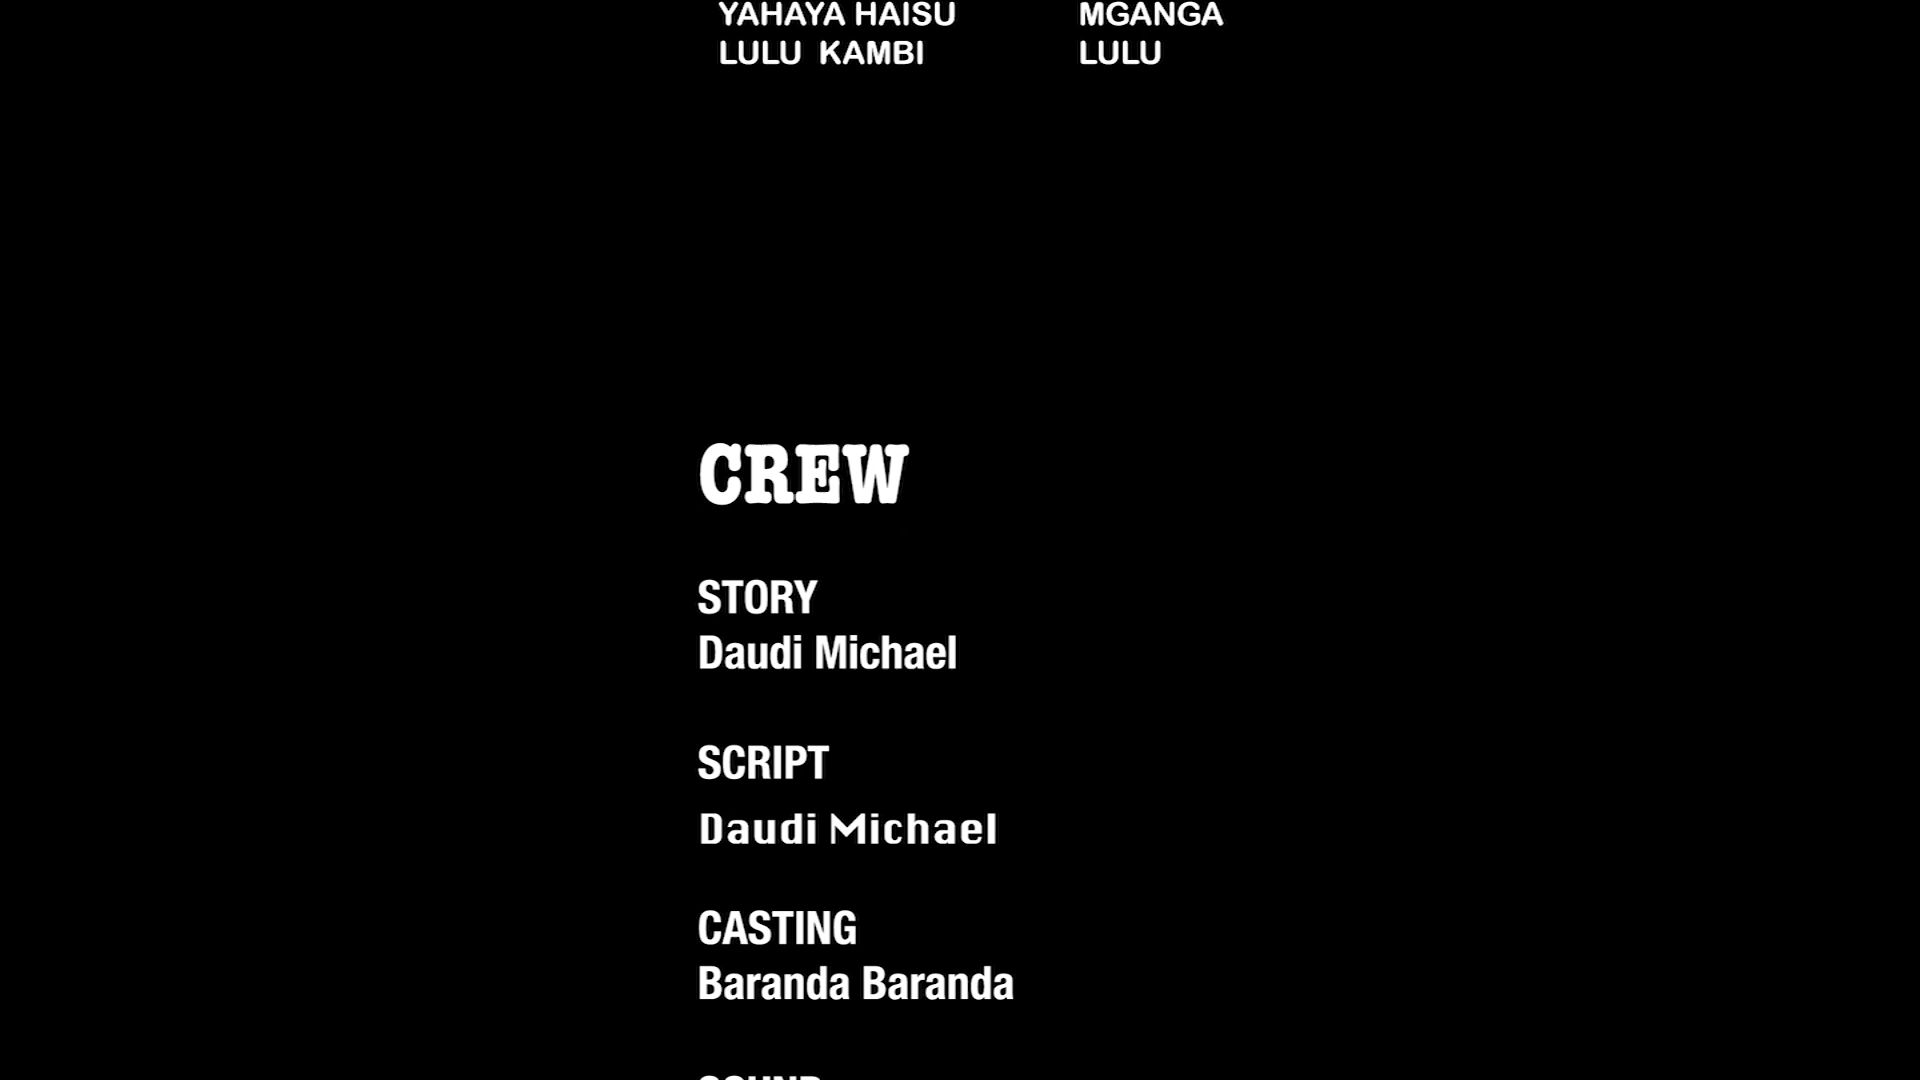 YAHAYA HAISU MGANGA
LULU KAMBI LULU
CREW
STORY
Daudi Michael
SCRIPT
Daudi Michael
CASTING
Baranda Baranda